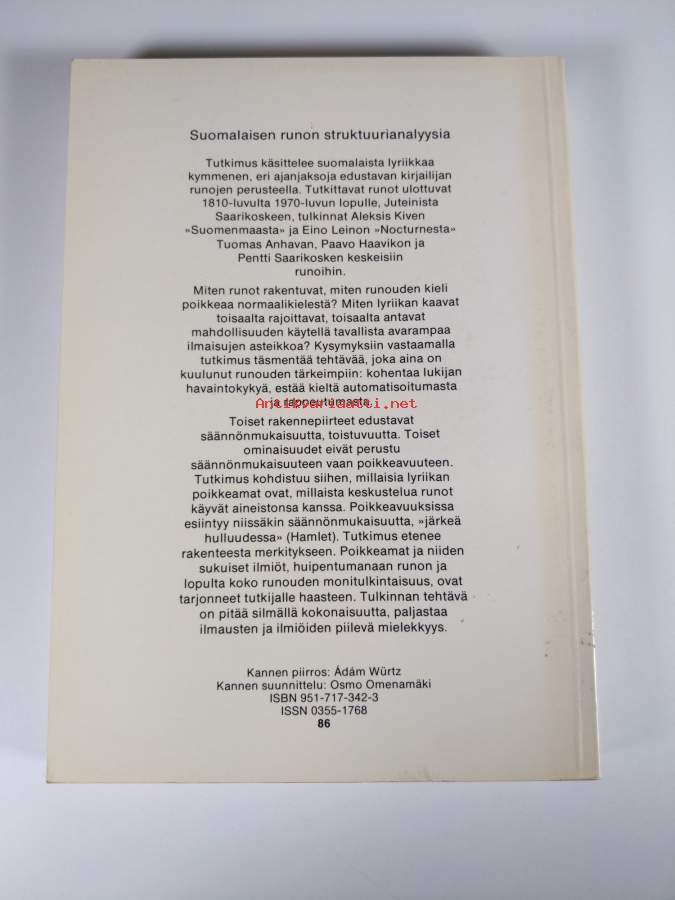 Suomalaisen runon struktuurianalyysia
Tutkimus käsittelee suomalaista lyriikkaa
kymmenen, eri ajanjaksoja edustavan kirjailijan
runojen perusteella. Tutkittavat runot ulottuvat
1810-luvulta 1970-luvun lopulle, Juteinista
Saarikoskeen, tulkinnat Aleksis Kiven
»Suomenmaasta» ja Eino Leinon »Nocturnesta»
Tuomas Anhavan, Paavo Haavikon ja
Pentti Saarikosken keskeisiin
runoihin.
Miten runot rakentuvat, miten runouden kieli
poikkeaa normaalikielestä? Miten lyriikan kaavat
toisaalta rajoittavat, toisaalta antavat
mahdollisuuden käytellä tavallista avarampaa
ilmaisujen asteikkoa? Kysymyksiin vastaamalla
tutkimus täsmentää tehtävää, joka aina on
kuulunut runouden tärkeimpiin: kohentaa lukijan
havaintokykyä, estää kieltä automatisoitumasta
ja rappeutumasta.
Antikvariaatti.net
Toiset rakennepiirteet edustavat
säännönmukaisuutta, toistuvuutta. Toiset
ominaisuudet eivät perustu
säännönmukaisuuteen vaan poikkeavuuteen.
Tutkimus kohdistuu siihen, millaisia lyriikan
poikkeamat ovat, millaista keskustelua runot
käyvät aineistonsa kanssa. Poikkeavuuksissa
esiintyy niissäkin säännönmukaisuutta, »järkeä
hulluudessa» (Hamlet). Tutkimus etenee
rakenteesta merkitykseen. Poikkeamat ja niiden
sukuiset ilmiöt, huipentumanaan runon ja
lopulta koko runouden monitulkintaisuus, ovat
tarjonneet tutkijalle haasteen. Tulkinnan tehtävä
on pitää silmällä kokonaisuutta, paljastaa
ilmausten ja ilmiöiden piilevä mielekkyys.
Kannen piirros: Ádám Würtz
Kannen suunnittelu: Osmo Omenamäki
ISBN 951-717-342-3
ISSN 0355-1768
86